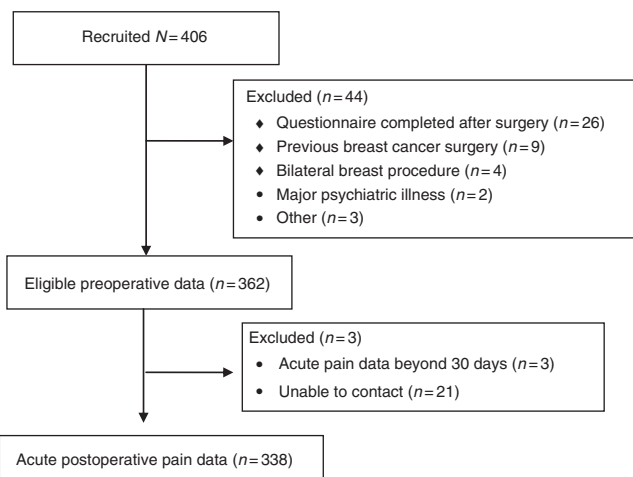 Recruited N=406
Excluded (n=44)
♦ Questionnaire completed after surgery (n=26)
♦ Previous breast cancer surgery (n=9)
♦ Bilateral breast procedure (n=4)
• Major psychiatric illness (n=2)
• Other (n=3)
Eligible preoperative data (n=362)
Excluded (n=3)
• Acute pain data beyond 30 days (n=3)
• Unable to contact (n=21)
Acute postoperative pain data (n=338)